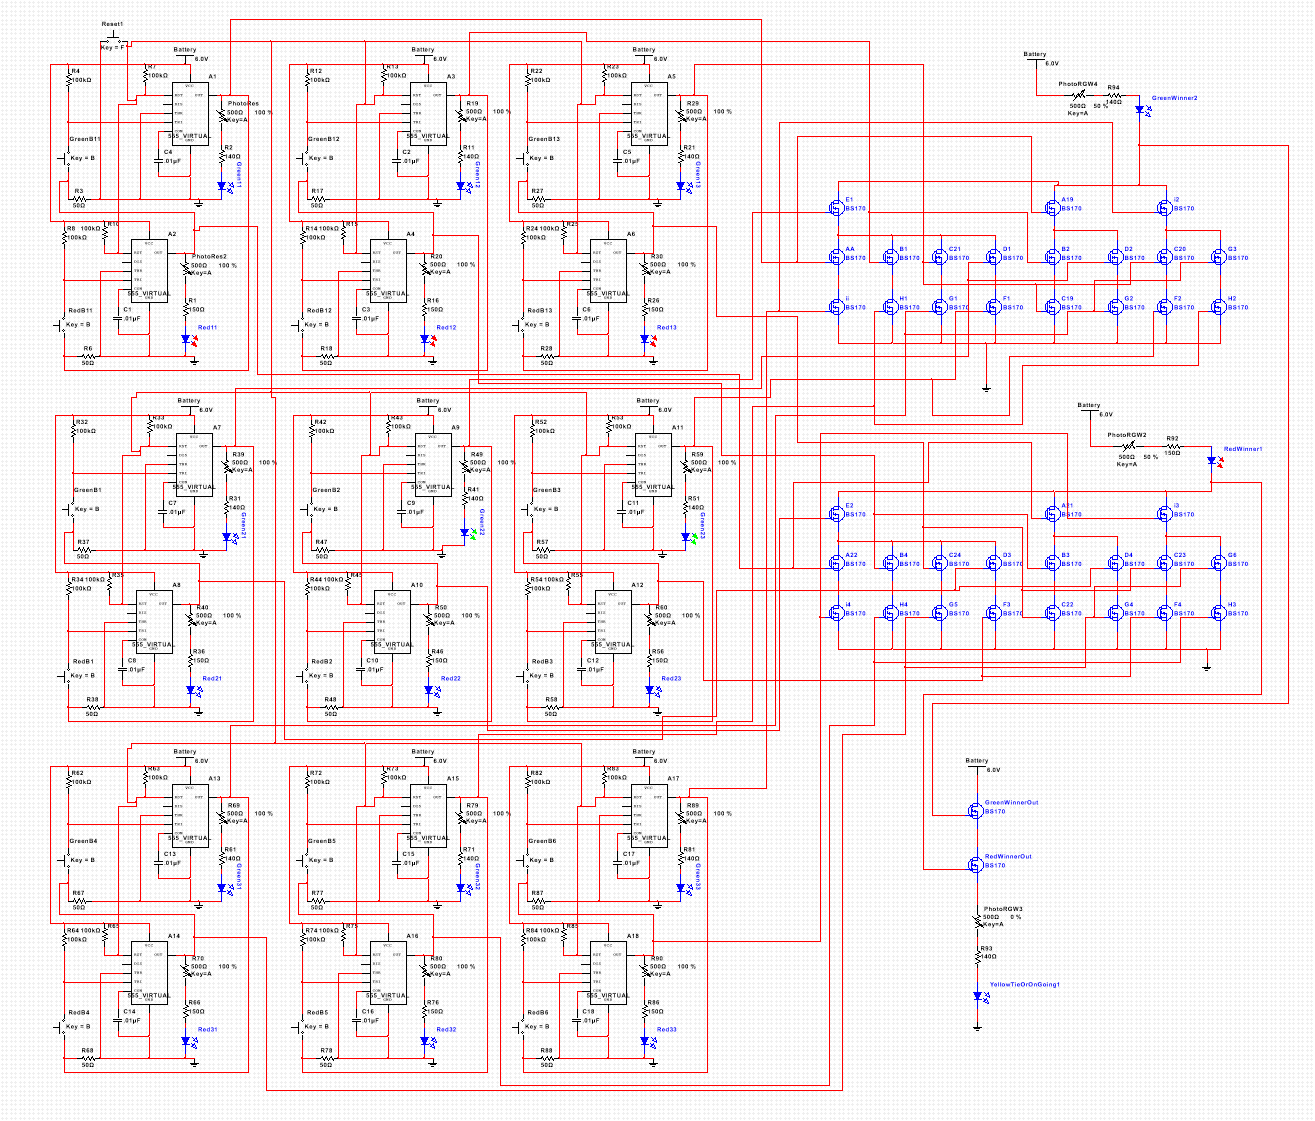 Reset1
Key = F
Battery
6.0V
R4
100kΩ
R7
100kΩ
A1
VCC
RST
OUT
DIS
THR
TRI
CON
GND
555_VIRTUAL
PhotoRes
500Ω
Key=A
100 %
R2
140Ω
Green11
GreenB11
Key = B
C4
.01µF
R3
50Ω
R8
100kΩ
R10
100kΩ
A2
555_VIRTUAL
PhotoRes2
500Ω
Key=A
100 %
R1
150Ω
Red11
RedB11
Key = B
C1
.01µF
R6
50Ω
Battery
6.0V
R12
100kΩ
R13
100kΩ
A3
555_VIRTUAL
R19
500Ω
Key=A
100 %
R11
140Ω
Green12
GreenB12
Key = B
C2
.01µF
R17
50Ω
R14
100kΩ
R15
100kΩ
A4
555_VIRTUAL
R20
500Ω
Key=A
100 %
R16
150Ω
Red12
RedB12
Key = B
C3
.01µF
R18
50Ω
Battery
6.0V
R22
100kΩ
R23
100kΩ
A5
555_VIRTUAL
R29
500Ω
Key=A
100 %
R21
140Ω
Green13
GreenB13
Key = B
C5
.01µF
R27
50Ω
R24
100kΩ
R25
100kΩ
A6
555_VIRTUAL
R30
500Ω
Key=A
100 %
R26
150Ω
Red13
RedB13
Key = B
C6
.01µF
R28
50Ω
Battery
6.0V
PhotoRGW4
500Ω
50 %
Key=A
R94
140Ω
GreenWinner2
E1
BS170
A19
BS170
i2
BS170
AA
BS170
B1
BS170
C21
BS170
D1
BS170
B2
BS170
D2
BS170
C20
BS170
G3
BS170
ii
BS170
H1
BS170
G1
BS170
F1
BS170
C19
BS170
G2
BS170
F2
BS170
H2
BS170
Battery
6.0V
R32
100kΩ
R33
100kΩ
A7
555_VIRTUAL
R39
500Ω
Key=A
100 %
R31
140Ω
Green21
GreenB1
Key = B
C7
.01µF
R37
50Ω
R34
100kΩ
R35
100kΩ
A8
555_VIRTUAL
R40
500Ω
Key=A
100 %
R36
150Ω
Red21
RedB1
Key = B
C8
.01µF
R38
50Ω
Battery
6.0V
R42
100kΩ
R43
100kΩ
A9
555_VIRTUAL
R49
500Ω
Key=A
100 %
R41
140Ω
Green22
GreenB2
Key = B
C9
.01µF
R47
50Ω
R44
100kΩ
R45
100kΩ
A10
555_VIRTUAL
R50
500Ω
Key=A
100 %
R46
150Ω
Red22
RedB2
Key = B
C10
.01µF
R48
50Ω
Battery
6.0V
R52
100kΩ
R53
100kΩ
A11
555_VIRTUAL
R59
500Ω
Key=A
100 %
R51
140Ω
Green23
GreenB3
Key = B
C11
.01µF
R57
50Ω
R54
100kΩ
R55
100kΩ
A12
555_VIRTUAL
R60
500Ω
Key=A
100 %
R56
150Ω
Red23
RedB3
Key = B
C12
.01µF
R58
50Ω
Battery
6.0V
PhotoRGW2
500Ω
50 %
Key=A
R92
150Ω
RedWinner1
E2
BS170
A21
BS170
i3
BS170
A22
BS170
B4
BS170
C24
BS170
D3
BS170
B3
BS170
D4
BS170
C23
BS170
G6
BS170
i4
BS170
H4
BS170
G5
BS170
F3
BS170
C22
BS170
G4
BS170
F4
BS170
H3
BS170
Battery
6.0V
R62
100kΩ
R63
100kΩ
A13
555_VIRTUAL
R69
500Ω
Key=A
100 %
R61
140Ω
Green31
GreenB4
Key = B
C13
.01µF
R67
50Ω
R64
100kΩ
R65
100kΩ
A14
555_VIRTUAL
R70
500Ω
Key=A
100 %
R66
150Ω
Red31
RedB4
Key = B
C14
.01µF
R68
50Ω
Battery
6.0V
R72
100kΩ
R73
100kΩ
A15
555_VIRTUAL
R79
500Ω
Key=A
100 %
R71
140Ω
Green32
GreenB5
Key = B
C15
.01µF
R77
50Ω
R74
100kΩ
R75
100kΩ
A16
555_VIRTUAL
R80
500Ω
Key=A
100 %
R76
150Ω
Red32
RedB5
Key = B
C16
.01µF
R78
50Ω
Battery
6.0V
R82
100kΩ
R83
100kΩ
A17
555_VIRTUAL
R89
500Ω
Key=A
100 %
R81
140Ω
Green33
GreenB6
Key = B
C17
.01µF
R87
50Ω
R84
100kΩ
R85
100kΩ
A18
555_VIRTUAL
R90
500Ω
Key=A
100 %
R86
150Ω
Red33
RedB6
Key = B
C18
.01µF
R88
50Ω
Battery
6.0V
GreenWinnerOut
BS170
RedWinnerOut
BS170
PhotoRGW3
500Ω
0 %
Key=A
R93
140Ω
YellowTieOrOnGoing1